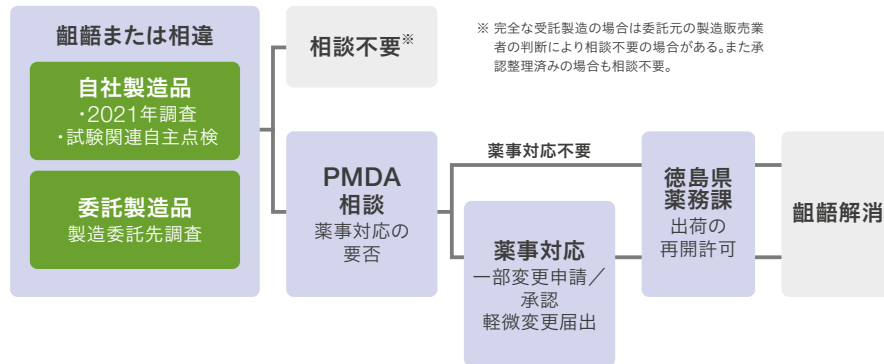 齟齬または相違
自社製造品
・2021年調査
・試験関連自主点検
委託製造品
製造委託先調査
相談不要※
※ 完全な受託製造の場合は委託元の製造販売業
者の判断により相談不要の場合がある。また承
認整理済みの場合も相談不要。
PMDA
相談
薬事対応の
要否
薬事対応不要
薬事対応
一部変更申請／
承認
軽微変更届出
徳島県
薬務課
出荷の
再開許可
齟齬解消